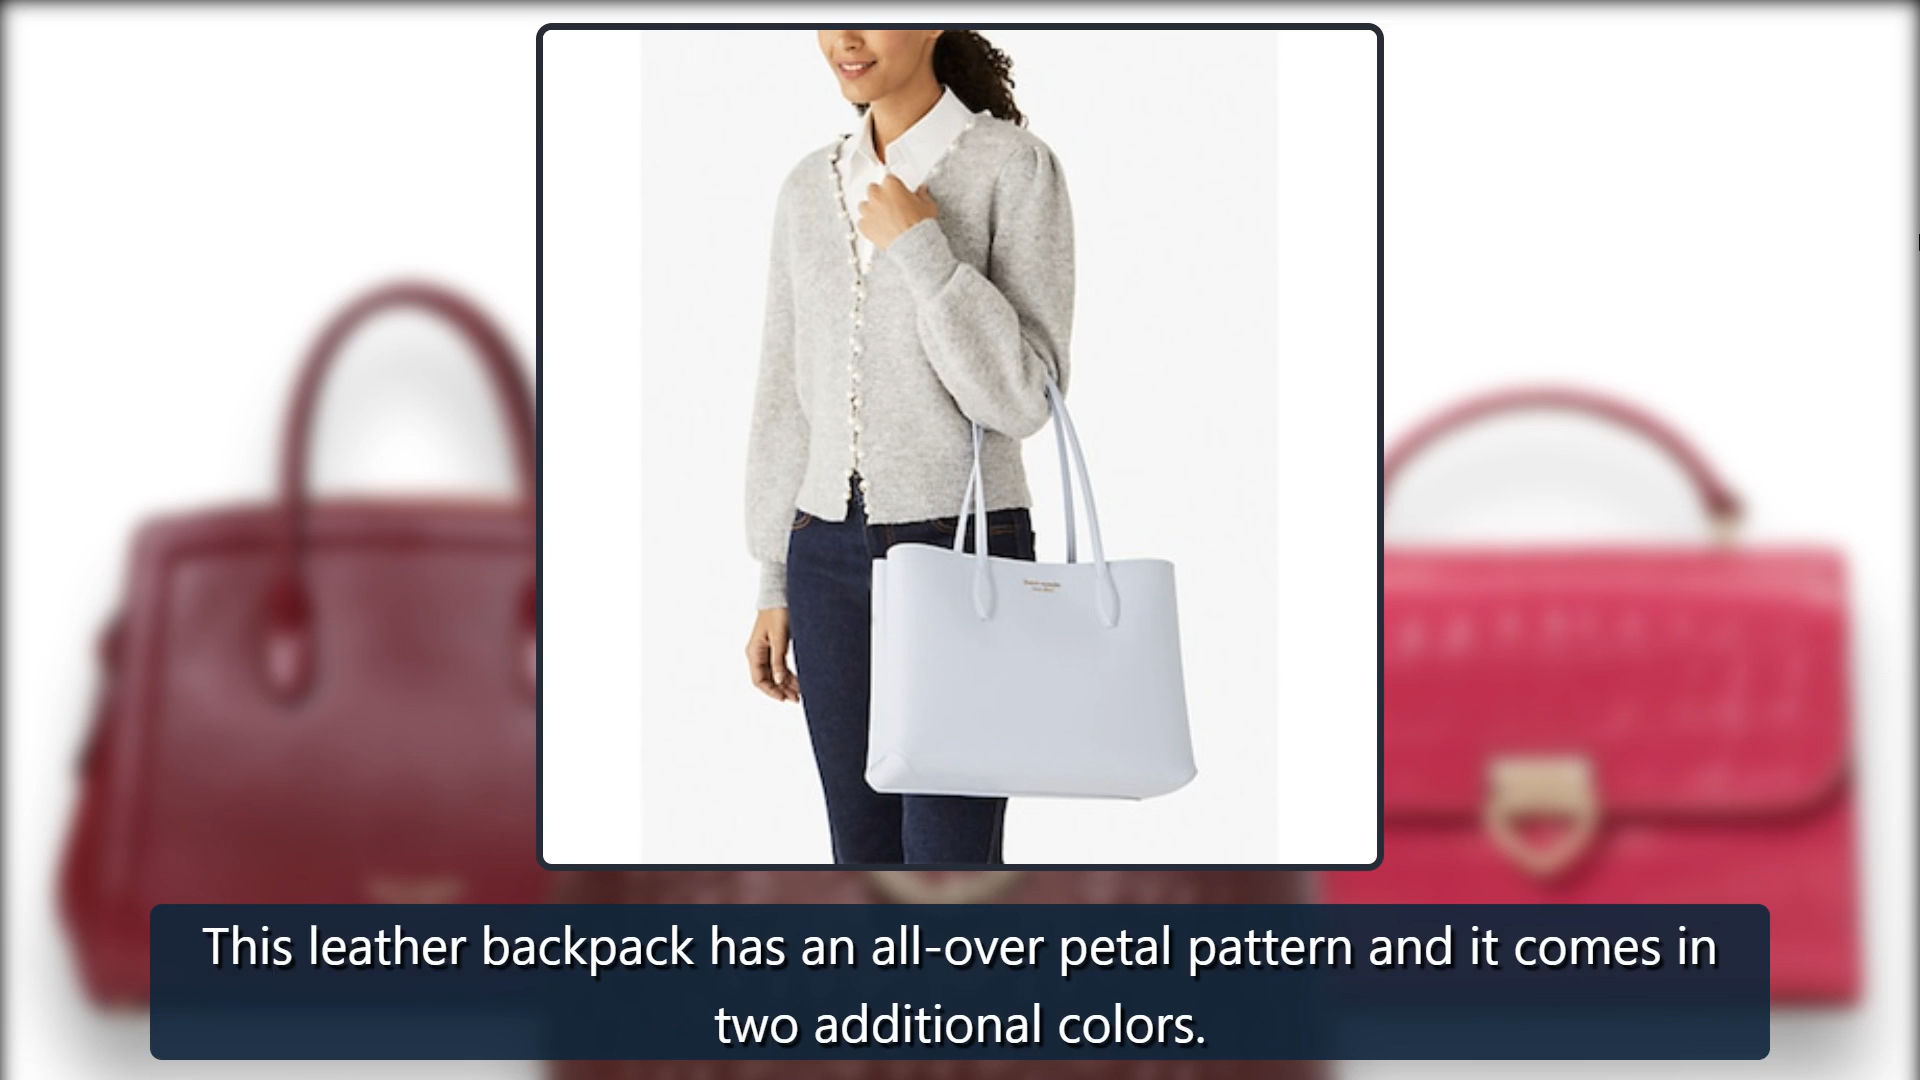 This leather backpack has an all-over petal pattern and it comes in
two additional colors.